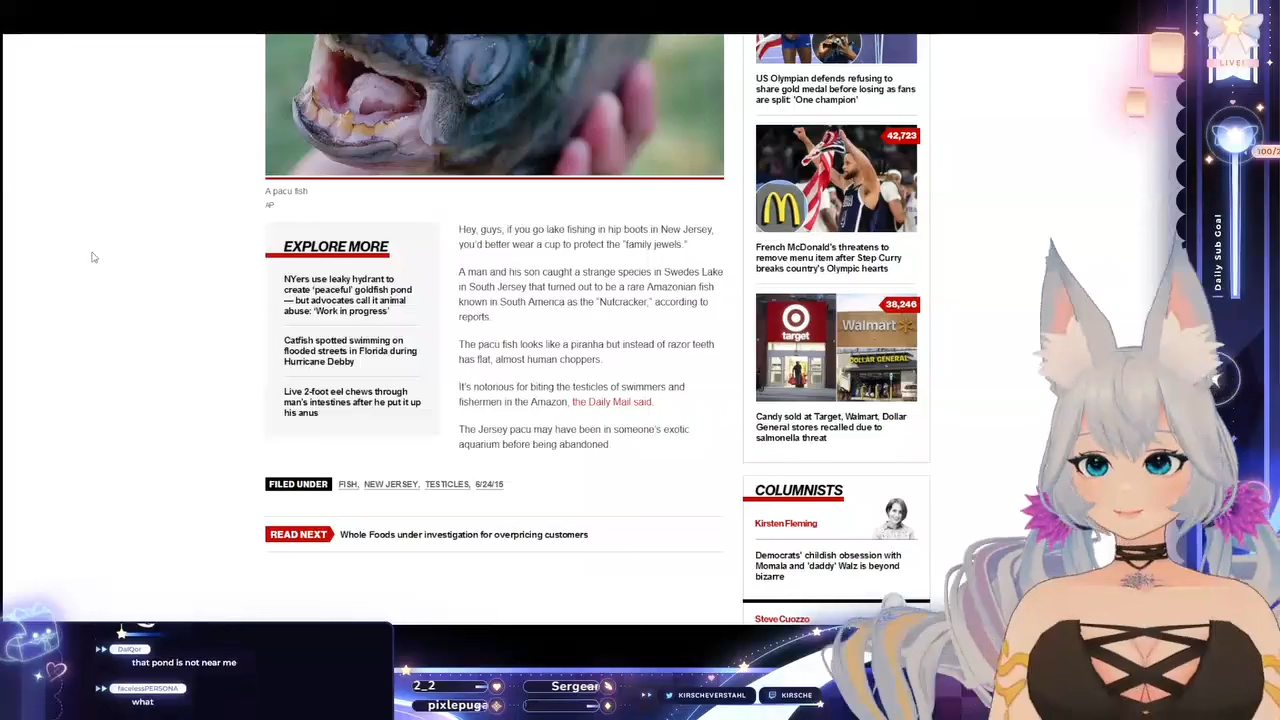 A pacu fish
AP
EXPLORE MORE
NYers use leaky hydrant to
create 'peaceful' goldfish pond
— but advocates call it animal
abuse: 'Work in progress'
Catfish spotted swimming on
flooded streets in Florida during
Hurricane Debby
Live 2-foot eel chews through
man's intestines after he put it up
his anus
Hey, guys, if you go lake fishing in hip boots in New Jersey,
you'd better wear a cup to protect the "family jewels."
A man and his son caught a strange species in Swedes Lake
in South Jersey that turned out to be a rare Amazonian fish
known in South America as the "Nutcracker," according to
reports.
The pacu fish looks like a piranha but instead of razor teeth
has flat, almost human choppers.
It's notorious for biting the testicles of swimmers and
fishermen in the Amazon, the Daily Mail said.
The Jersey pacu may have been in someone's exotic
aquarium before being abandoned.
FILED UNDER FISH, NEW JERSEY, TESTICLES, 6/24/15
READ NEXT Whole Foods under investigation for overpricing customers
US Olympian defends refusing to
share gold medal before losing as fans
are split: 'One champion'
42,723
French McDonald's threatens to
remove menu item after Step Curry
breaks country's Olympic hearts
38,246
target
Walmart
DOLLAR GENERAL
Candy sold at Target, Walmart, Dollar
General stores recalled due to
salmonella threat
COLUMNISTS
Kirsten Fleming
Democrats' childish obsession with
Momala and 'daddy' Walz is beyond
bizarre
Steve Cuozzo
LIVE!
100/2
Daily Sub Goal
DalQor
that pond is not near me
facelessPERSONA
what
2_2
pixlepuge
Sergear
KIRSCHEVERSTAHL
KIRSCHE